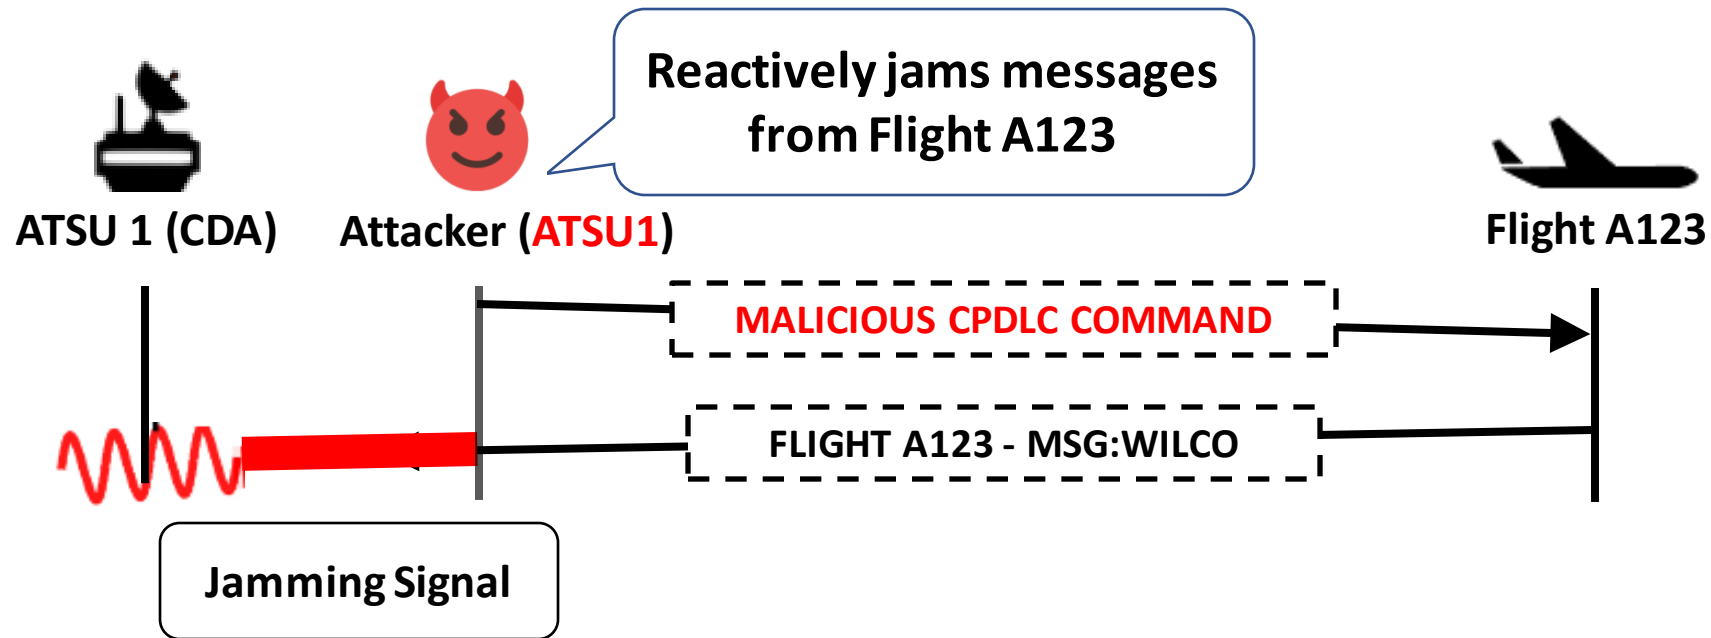 Reactively jams messages
from Flight A123
ATSU 1 (CDA)
Attacker (ATSU1)
Flight A123
MALICIOUS CPDLC COMMAND
FLIGHT A123 - MSG:WILCO
Jamming Signal